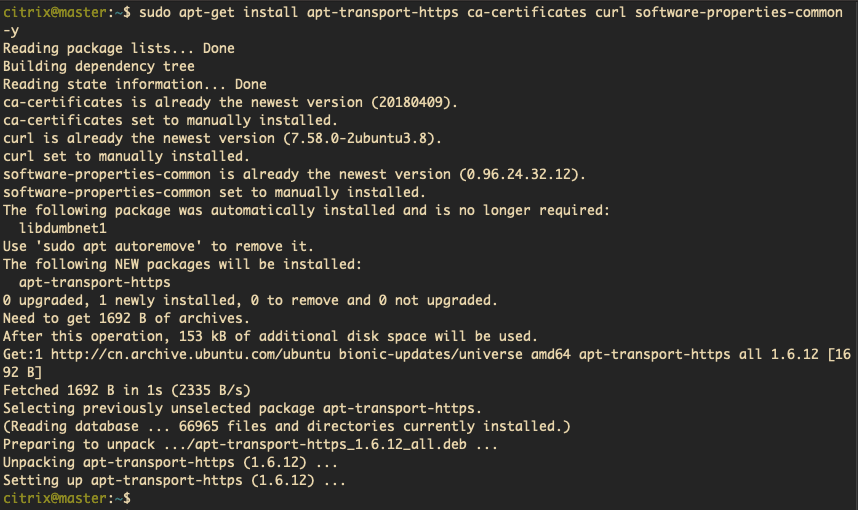 citrix@master:~$ sudo apt-get install apt-transport-https ca-certificates curl software-properties-common
-y
Reading package lists... Done
Building dependency tree
Reading state information... Done
ca-certificates is already the newest version (20180409).
ca-certificates set to manually installed.
curl is already the newest version (7.58.0-2ubuntu3.8).
curl set to manually installed.
software-properties-common is already the newest version (0.96.24.32.12).
software-properties-common set to manually installed.
The following package was automatically installed and is no longer required:
  libdumbnet1
Use 'sudo apt autoremove' to remove it.
The following NEW packages will be installed:
  apt-transport-https
0 upgraded, 1 newly installed, 0 to remove and 0 not upgraded.
Need to get 1692 B of archives.
After this operation, 153 kB of additional disk space will be used.
Get:1 http://cn.archive.ubuntu.com/ubuntu bionic-updates/universe amd64 apt-transport-https all 1.6.12 [16
92 B]
Fetched 1692 B in 1s (2335 B/s)
Selecting previously unselected package apt-transport-https.
(Reading database ... 66965 files and directories currently installed.)
Preparing to unpack .../apt-transport-https_1.6.12_all.deb ...
Unpacking apt-transport-https (1.6.12) ...
Setting up apt-transport-https (1.6.12) ...
citrix@master:~$